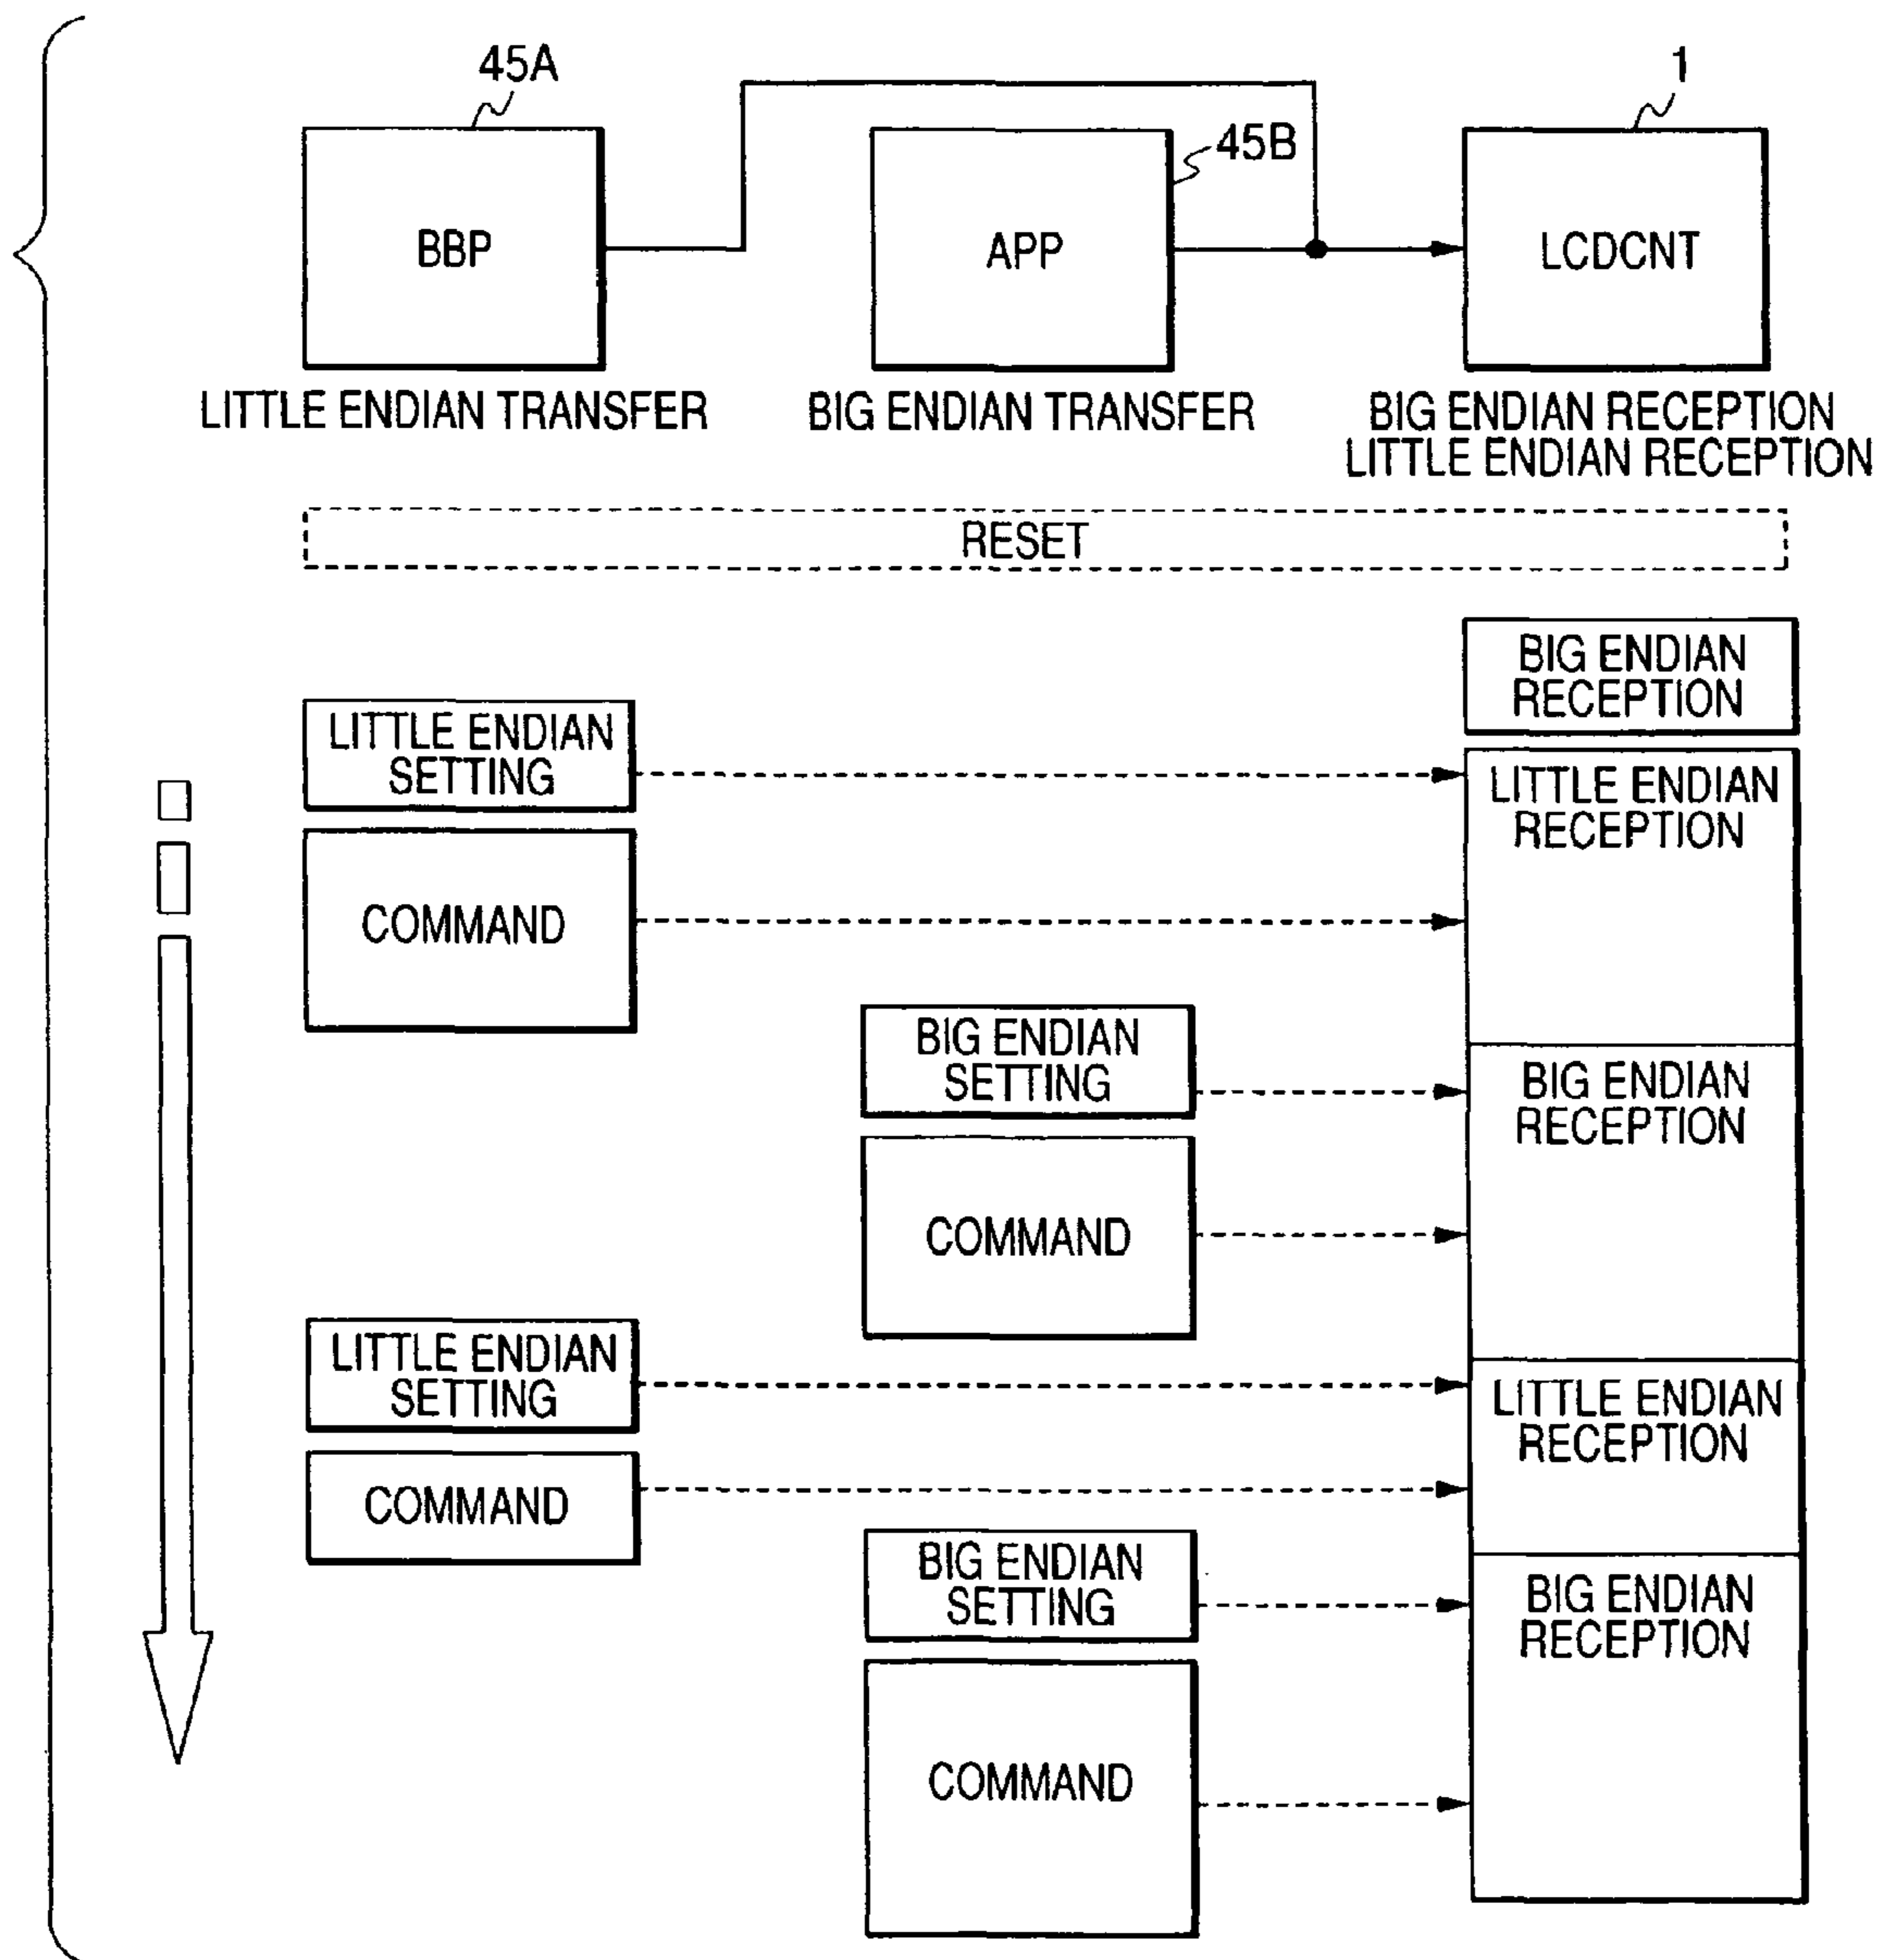 45A
1
45B
BBP
APP
LCDCNT
LITTLE ENDIAN TRANSFER
BIG ENDIAN TRANSFER
BIG ENDIAN RECEPTION
LITTLE ENDIAN RECEPTION
RESET
BIG ENDIAN
RECEPTION
LITTLE ENDIAN
SETTING
LITTLE ENDIAN
RECEPTION
COMMAND
BIG ENDIAN
SETTING
BIG ENDIAN
RECEPTION
COMMAND
LITTLE ENDIAN
SETTING
LITTLE ENDIAN
RECEPTION
COMMAND
BIG ENDIAN
SETTING
BIG ENDIAN
RECEPTION
COMMAND